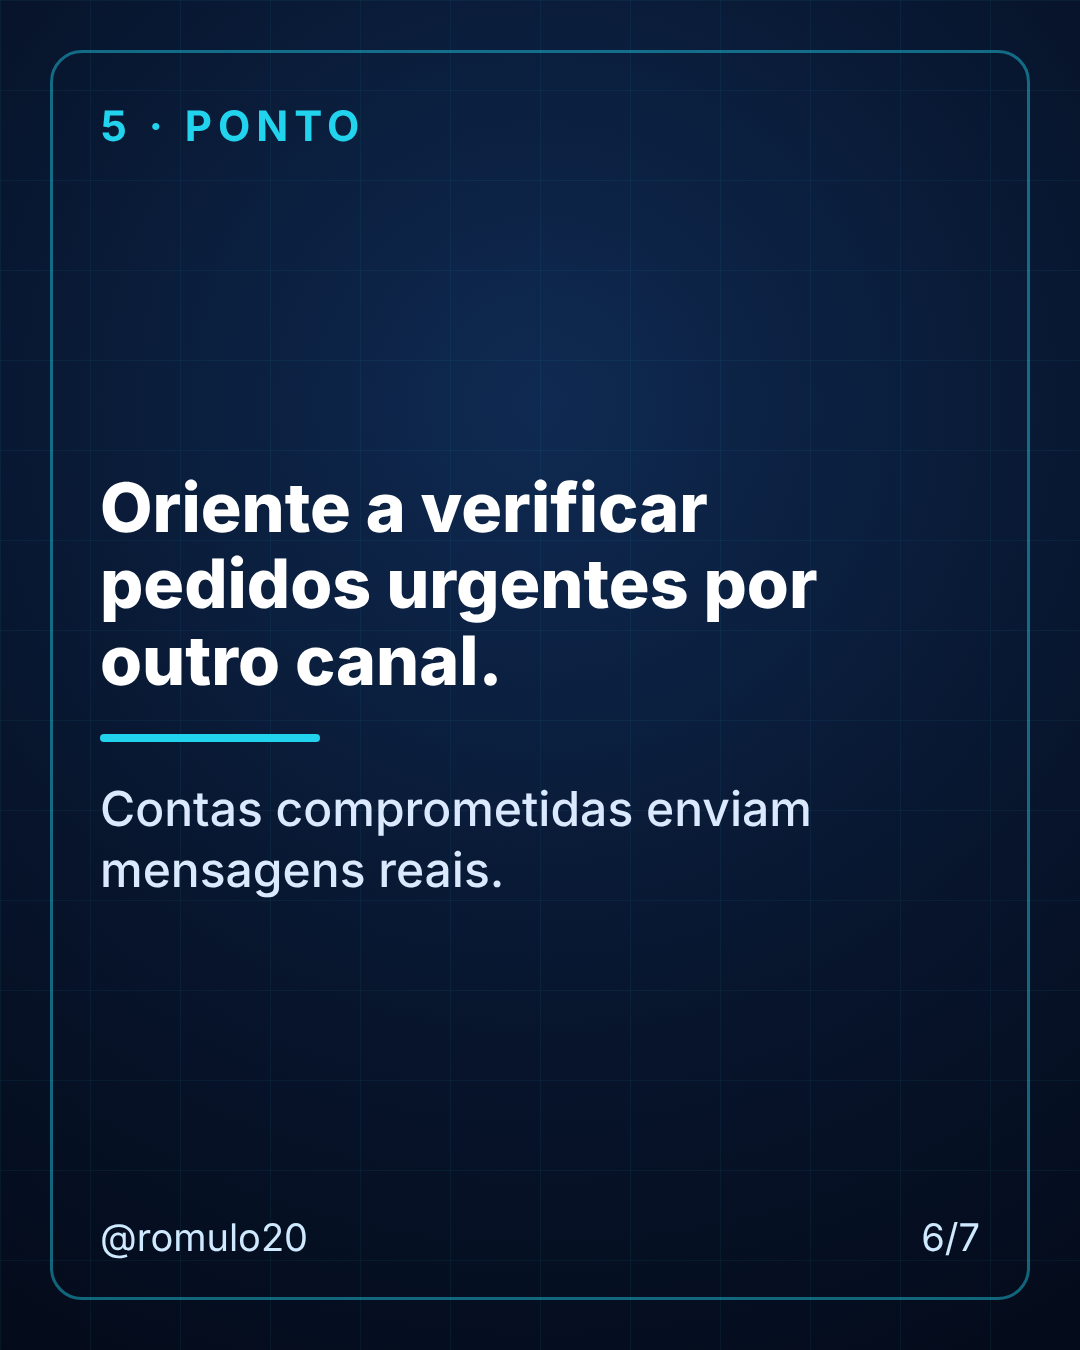 5 · PONTO
Oriente a verificar
pedidos urgentes por
outro canal.
Contas comprometidas enviam
mensagens reais.
@romulo20
6/7